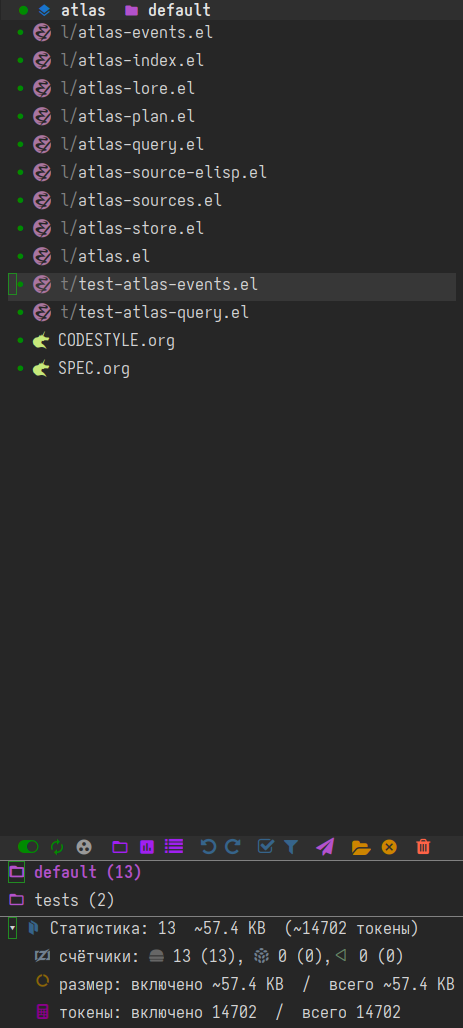 atlas default
l/atlas-events.el
l/atlas-index.el
l/atlas-lore.el
l/atlas-plan.el
l/atlas-query.el
l/atlas-source-elisp.el
l/atlas-sources.el
l/atlas-store.el
l/atlas.el
t/test-atlas-events.el
t/test-atlas-query.el
CODESTYLE.org
SPEC.org
default (13)
tests (2)
Статистика: 13 ~57.4 KB (~14702 токены)
счётчики: 13 (13), 0 (0), 0 (0)
размер: включено ~57.4 KB / всего ~57.4 KB
токены: включено 14702 / всего 14702